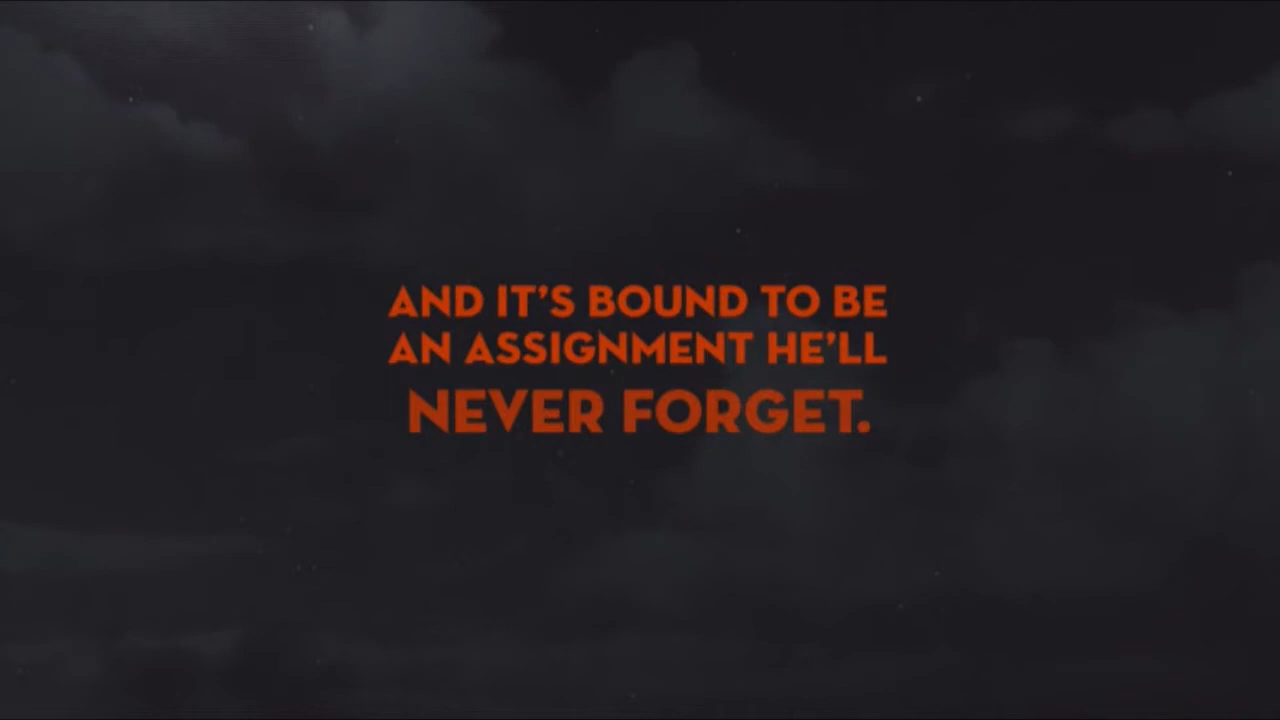 AND IT'S BOUND TO BE
AN ASSIGNMENT HE'LL
NEVER FORGET.